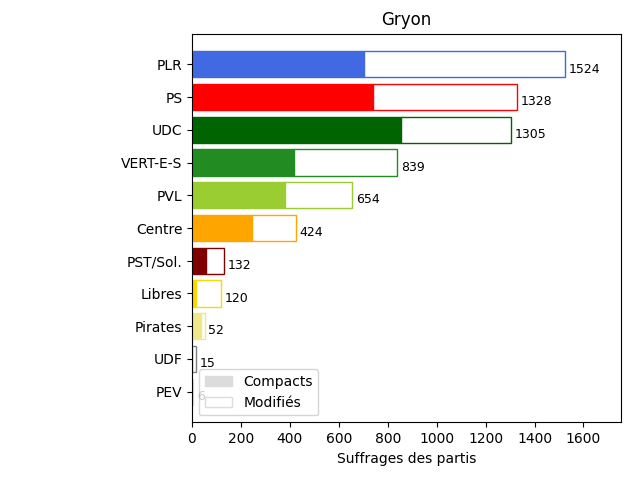 Gryon
PLR 1524
PS 1328
UDC 1305
VERT-E-S 839
PVL 654
Centre 424
PST/Sol. 132
Libres 120
Pirates 52
UDF 15
PEV 6
Compacts
Modifiés
0 200 400 600 800 1000 1200 1400 1600
Suffrages des partis